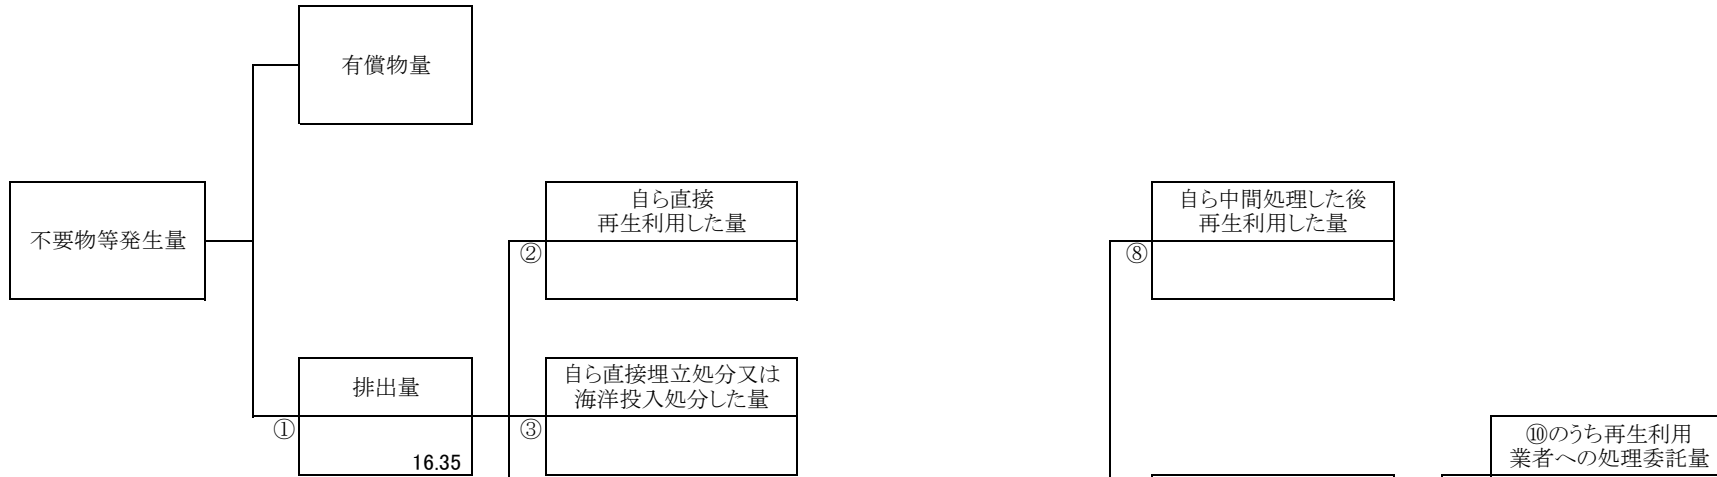 有償物量
不要物等発生量
自ら直接
再生利用した量
②
自ら中間処理した後
再生利用した量
⑧
排出量
①
16.35
自ら直接埋立処分又は
海洋投入処分した量
③
⑩のうち再生利用
業者への処理委託量